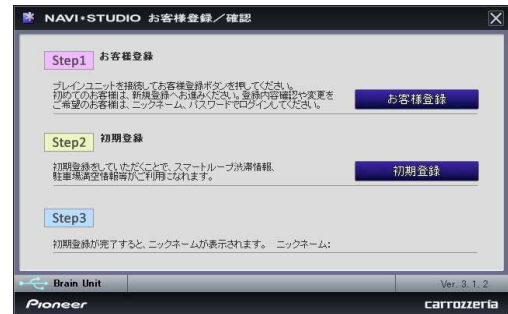 NAVI•STUDIO お客様登録／確認
Step1 お客様登録
ブレインユニットを接続してお客様登録ボタンを押してください。
初めてのお客様は、新規登録へお進みください。登録内容確認や変更を
ご希望のお客様は、ニックネーム、パスワードでログインしてください。
お客様登録
Step2 初期登録
初期登録をしていただくことで、スマートループ渋滞情報、
駐車場満空情報等がご利用になれます。
初期登録
Step3
初期登録が完了すると、ニックネームが表示されます。 ニックネーム:
Brain Unit
Ver. 3. 1. 2
Pioneer
carrozzeria